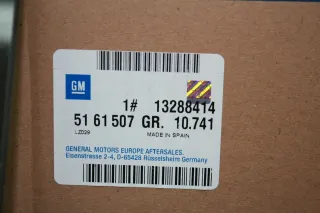 GM
1# 13288414
51 61 507 GR. 10.741
LZ029 MADE IN SPAIN
GENERAL MOTORS EUROPE AFTERSALES.
Eisenstrasse 2-4, D-65428 Rüsselsheim Germany